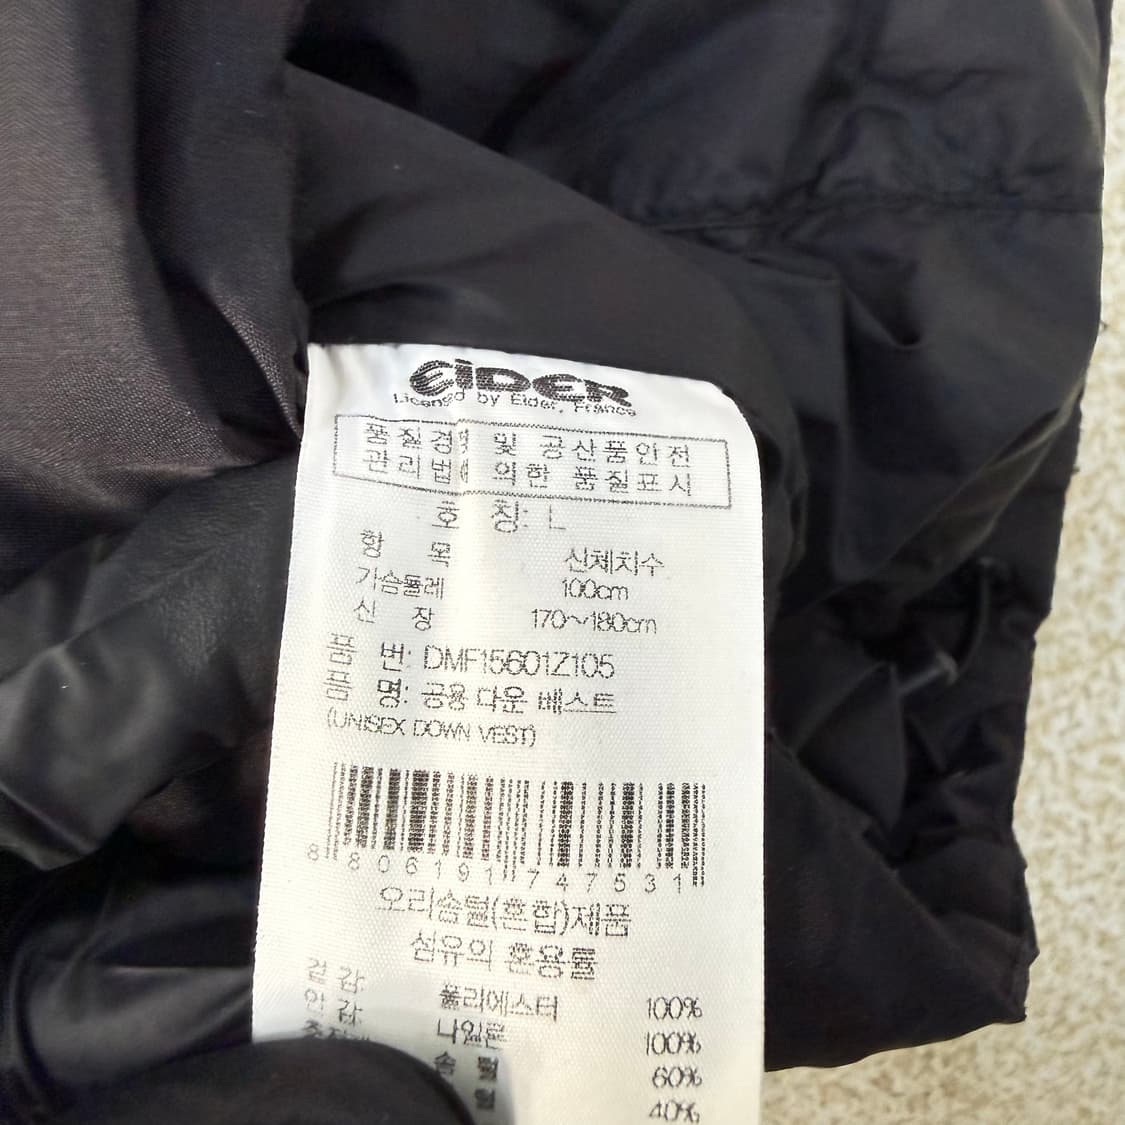 EIDER
Licensed by Eider, France
품질경영 및 공산품안전
관리법에 의한 품질표시
호 칭: L
항 목 신체치수
가슴둘레 100cm
신 장 170~180cm
품 번: DMF15601Z105
품 명: 공용 다운 베스트
(UNISEX DOWN VEST)
8 806191 747531
오리솜털(혼합)제품
섬유의 혼용률
겉 감: 폴리에스터 100%
안 감: 나일론 100%
솜털 60%
40%